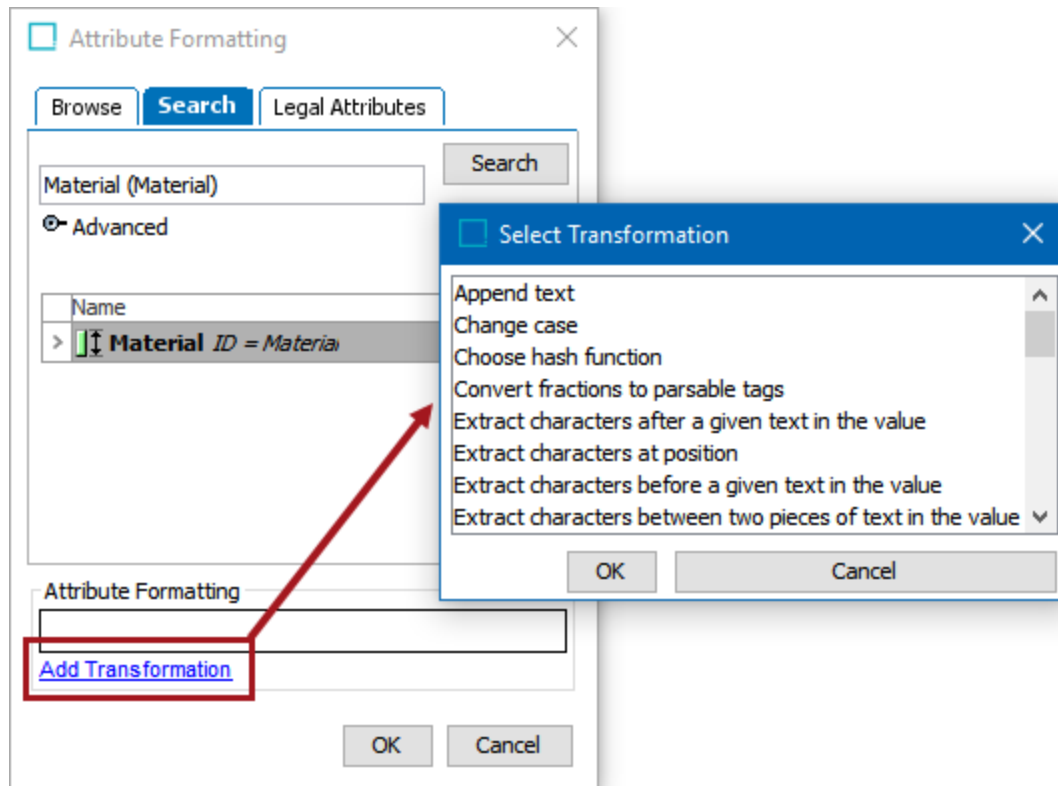 Attribute Formatting
Browse Search Legal Attributes
Search
Material (Material)
Advanced
Name
Material ID = Material
Attribute Formatting
Add Transformation
OK Cancel
Select Transformation
Append text
Change case
Choose hash function
Convert fractions to parsable tags
Extract characters after a given text in the value
Extract characters at position
Extract characters before a given text in the value
Extract characters between two pieces of text in the value
OK Cancel